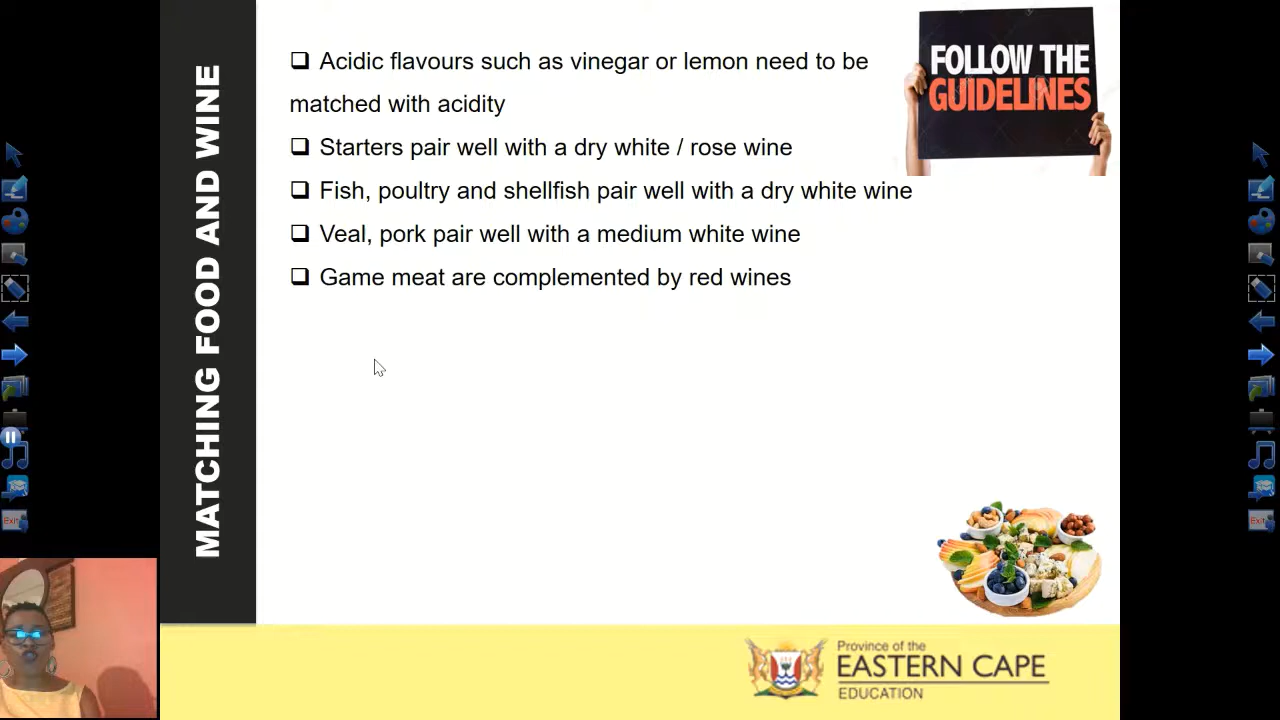 MATCHING FOOD AND WINE
❑ Acidic flavours such as vinegar or lemon need to be
matched with acidity
❑ Starters pair well with a dry white / rose wine
❑ Fish, poultry and shellfish pair well with a dry white wine
❑ Veal, pork pair well with a medium white wine
❑ Game meat are complemented by red wines
FOLLOW THE
GUIDELINES
Exit
Exit
Province of the
EASTERN CAPE
EDUCATION